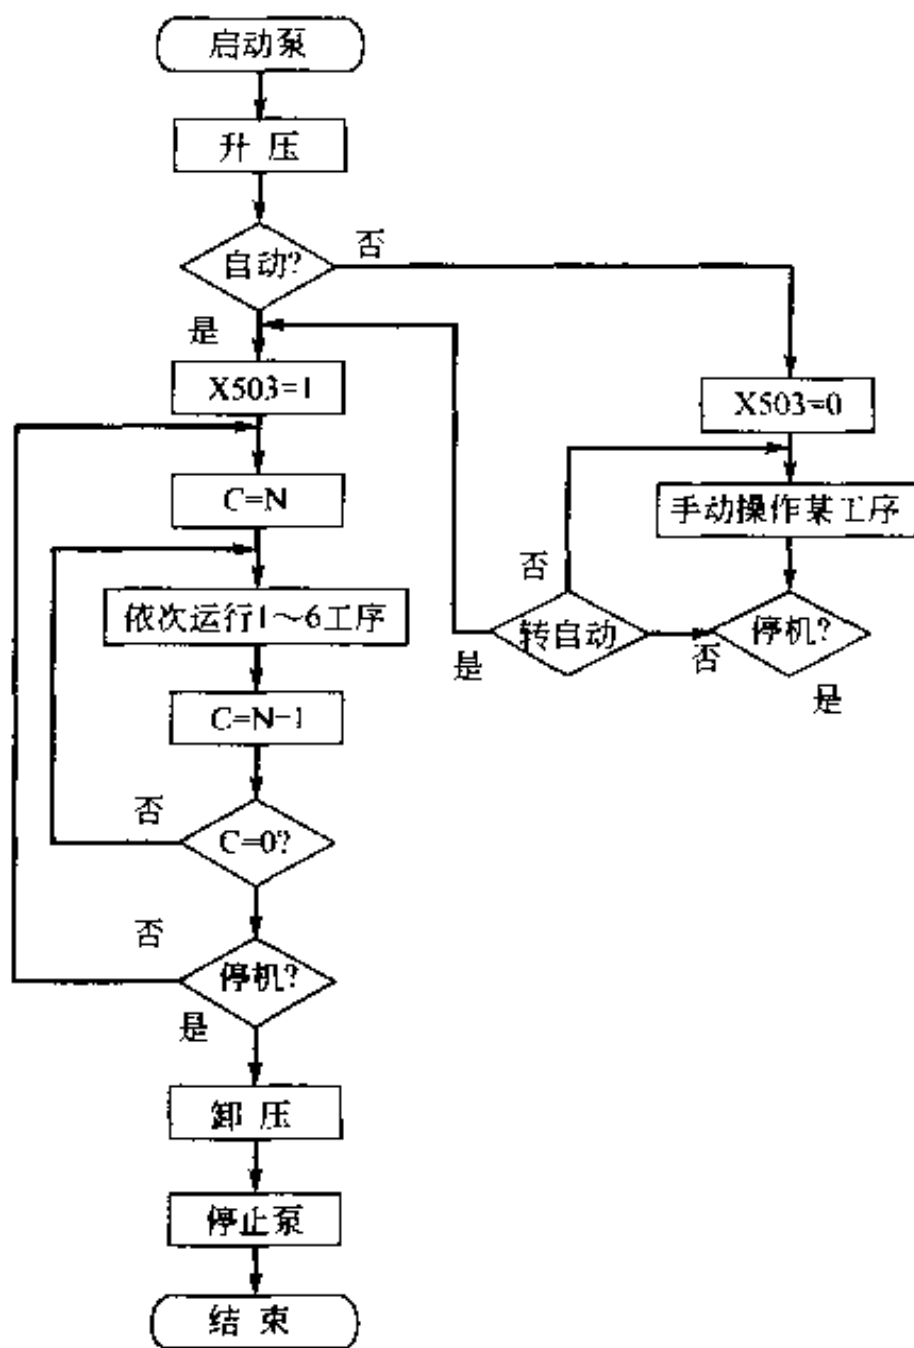 启动泵
升 压
自动?
否
是
X503=1
X503=0
C=N
手动操作某工序
否
依次运行1～6工序
转自动
停机?
是
否
是
C=N-1
否
C=0?
否
停机?
是
卸 压
停止泵
结 束